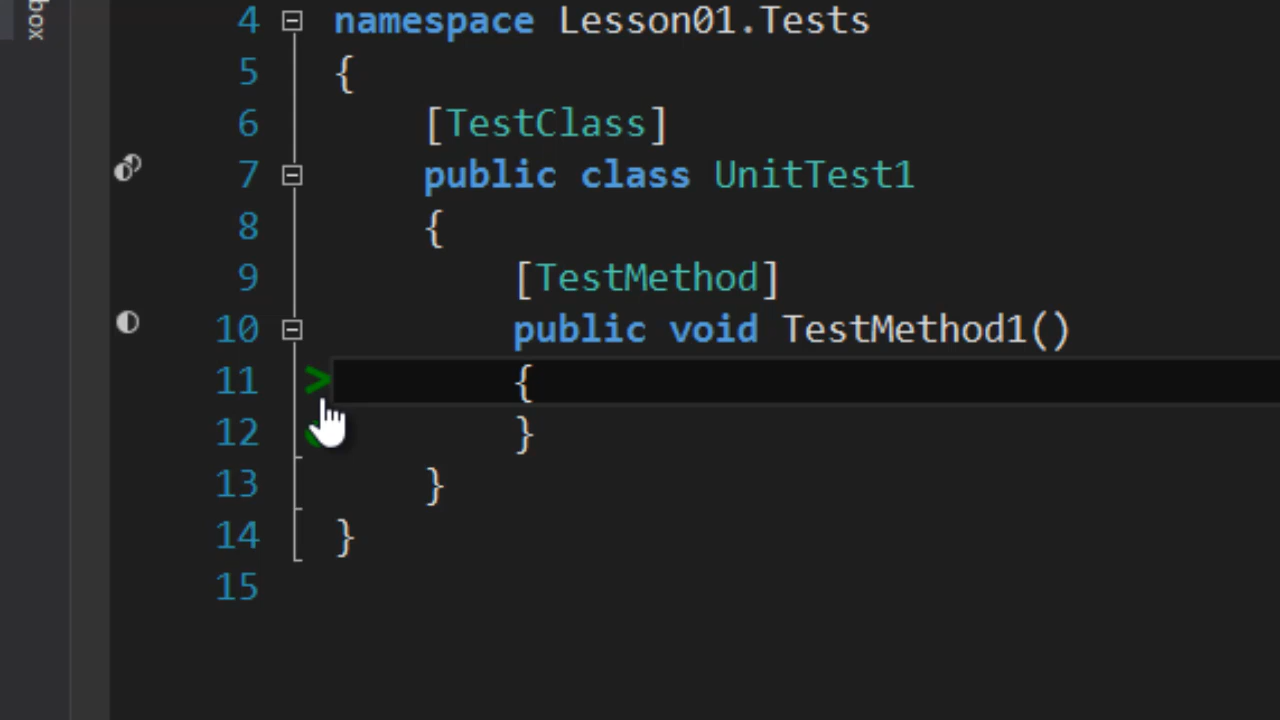 box
4 namespace Lesson01.Tests
5 {
6 [TestClass]
7 public class UnitTest1
8 {
9 [TestMethod]
10 public void TestMethod1()
11 > {
12 }
13 }
14 }
15